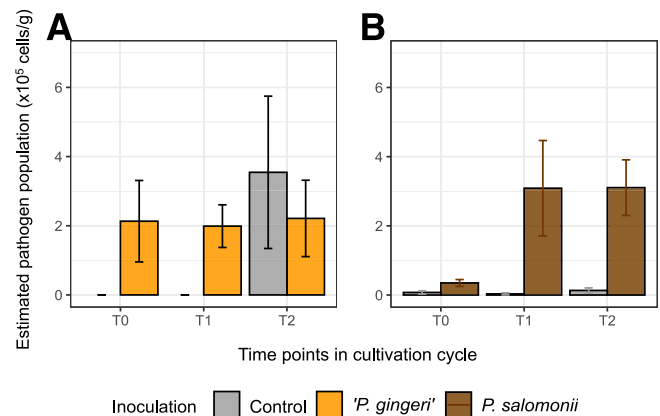 A
B
Estimated pathogen population (x10⁵ cells/g)
6
4
2
0
T0
T1
T2
6
4
2
0
T0
T1
T2
Time points in cultivation cycle
Inoculation Control 'P. gingeri' P. salomonii